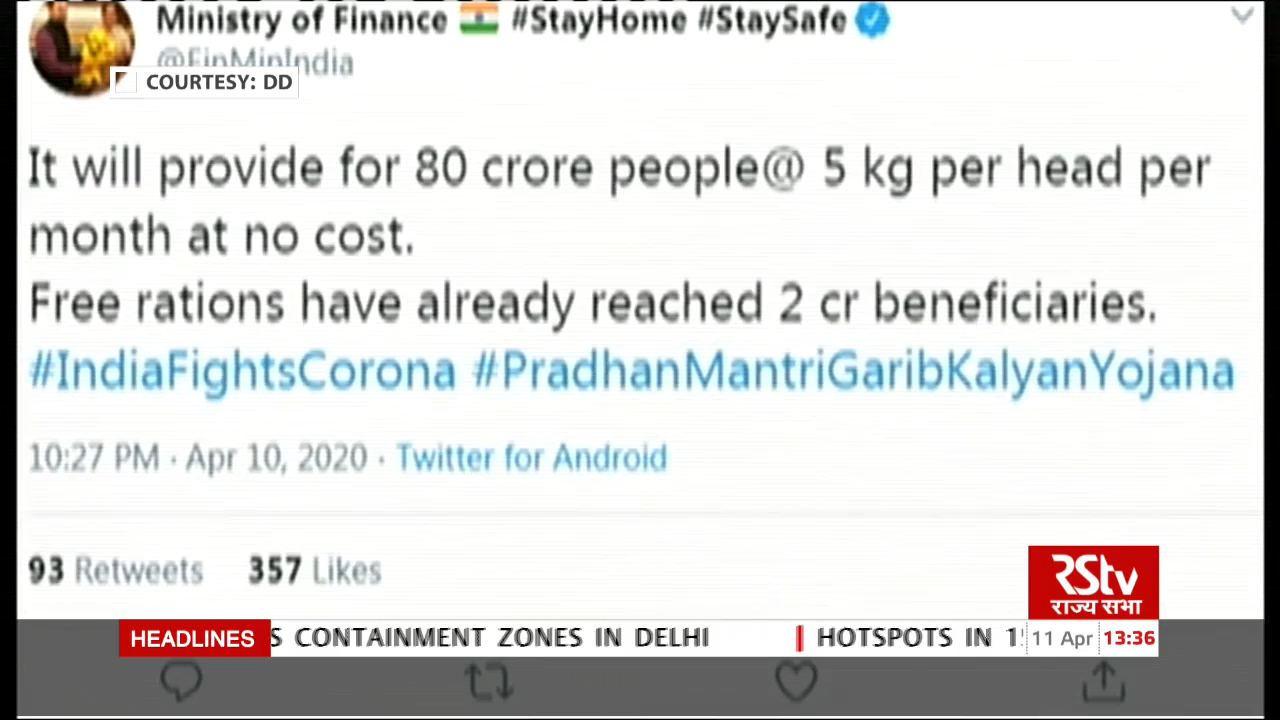 Ministry of Finance 🇮🇳 #StayHome #StaySafe
@FinMinIndia
COURTESY: DD
It will provide for 80 crore people@ 5 kg per head per
month at no cost.
Free rations have already reached 2 cr beneficiaries.
#IndiaFightsCorona #PradhanMantriGaribKalyanYojana
10:27 PM · Apr 10, 2020 · Twitter for Android
93 Retweets 357 Likes
RStv
राज्य सभा
HEADLINES S CONTAINMENT ZONES IN DELHI | HOTSPOTS IN 11 Apr 13:36